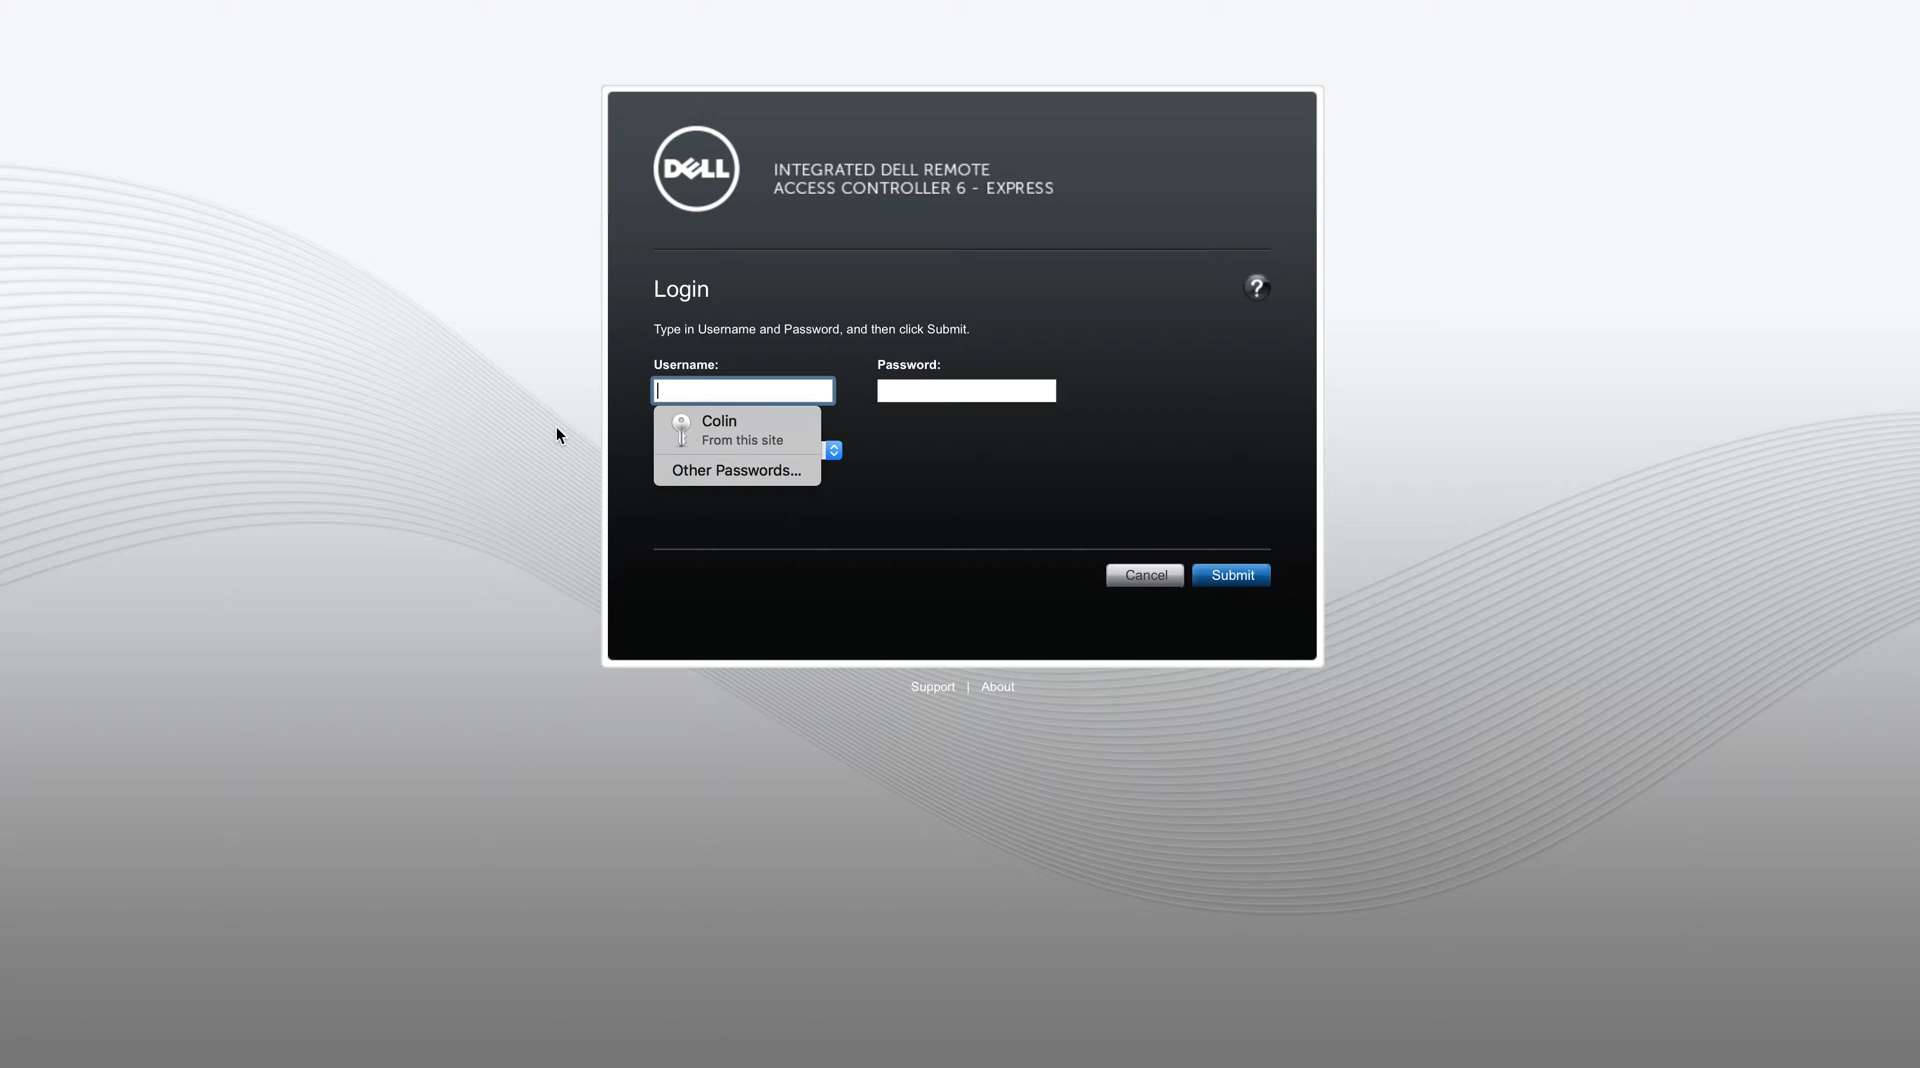 DELL
INTEGRATED DELL REMOTE
ACCESS CONTROLLER 6 - EXPRESS
Login
?
Type in Username and Password, and then click Submit.
Username:
Password:
Colin
From this site
Other Passwords...
Cancel
Submit
Support | About